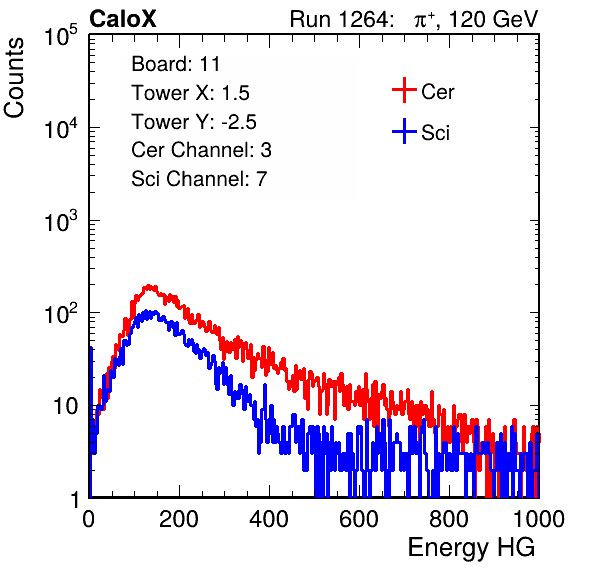 CaloX Run 1264: π⁺, 120 GeV
Counts
10⁵
10⁴
10³
10²
10
1
Board: 11
Tower X: 1.5
Tower Y: -2.5
Cer Channel: 3
Sci Channel: 7
Cer
Sci
0 200 400 600 800 1000
Energy HG